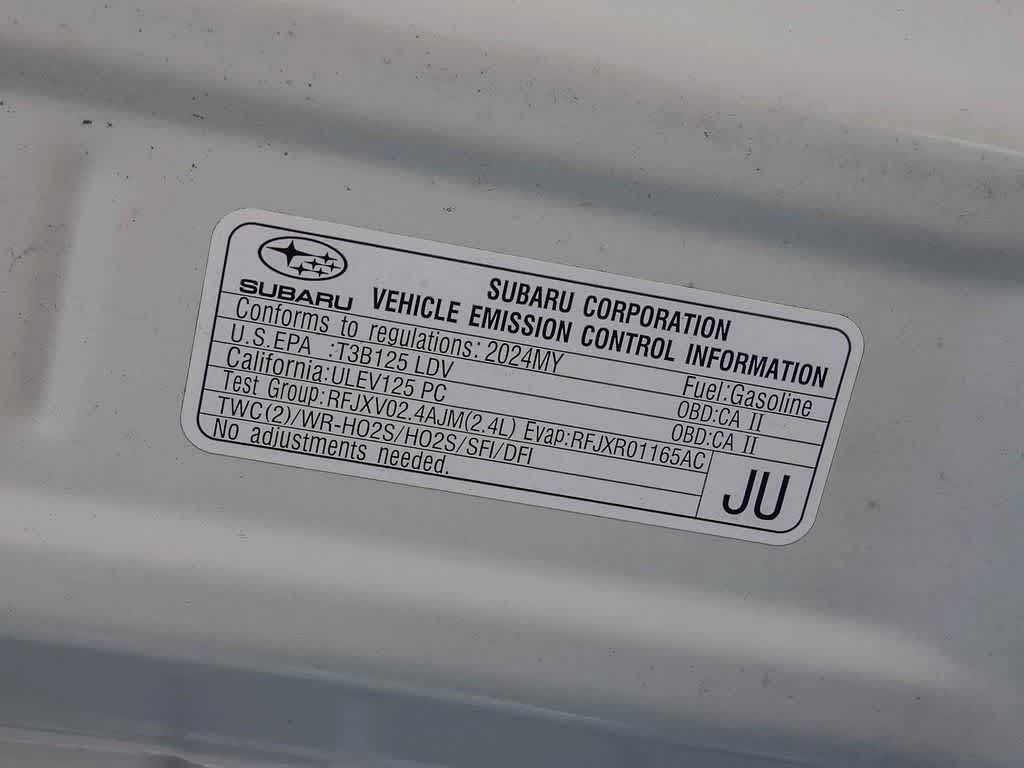 SUBARU
SUBARU CORPORATION
VEHICLE EMISSION CONTROL INFORMATION
Conforms to regulations: 2024MY Fuel:Gasoline
U.S.EPA :T3B125 LDV OBD:CA II
California:ULEV125 PC OBD:CA II
Test Group:RFJXV02.4AJM(2.4L) Evap:RFJXR01165AC
TWC(2)/WR-HO2S/HO2S/SFI/DFI
No adjustments needed.
JU